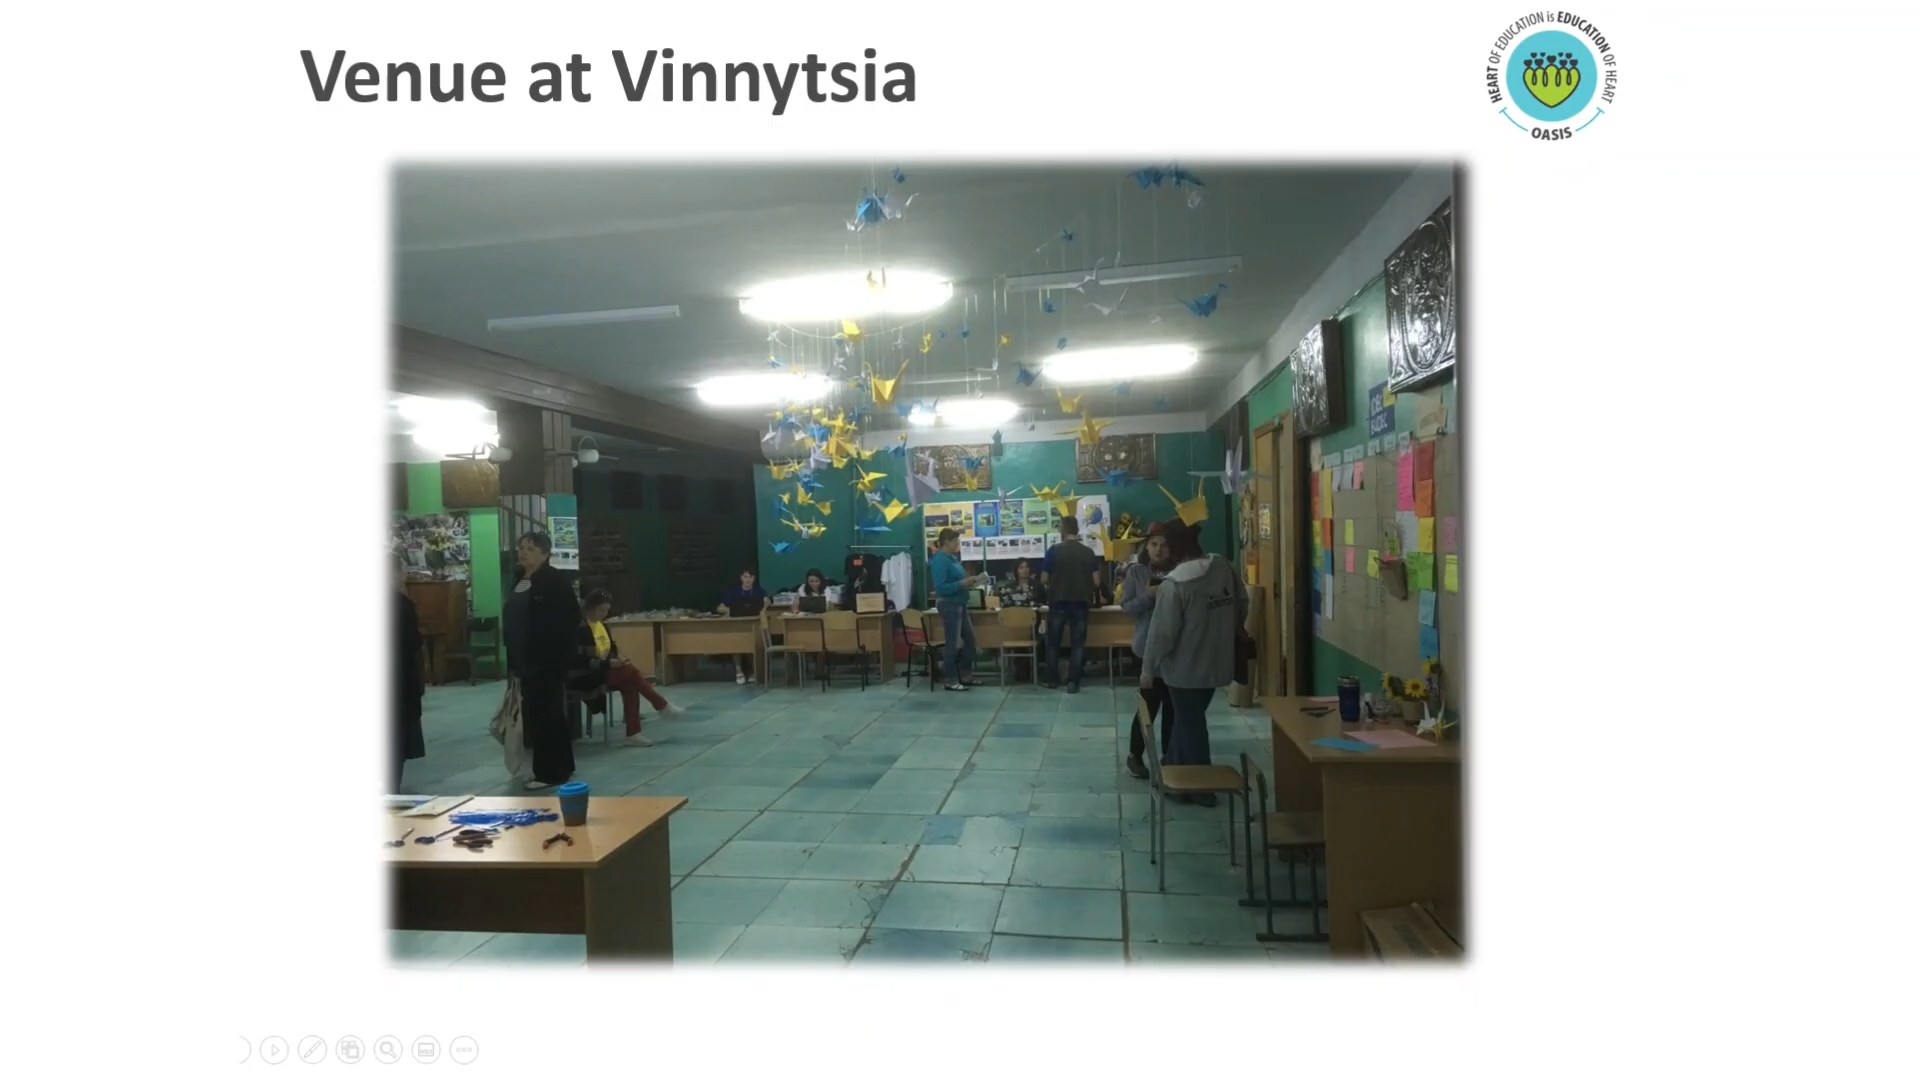 Venue at Vinnytsia
HEART OF EDUCATION is EDUCATION OF HEART
OASIS